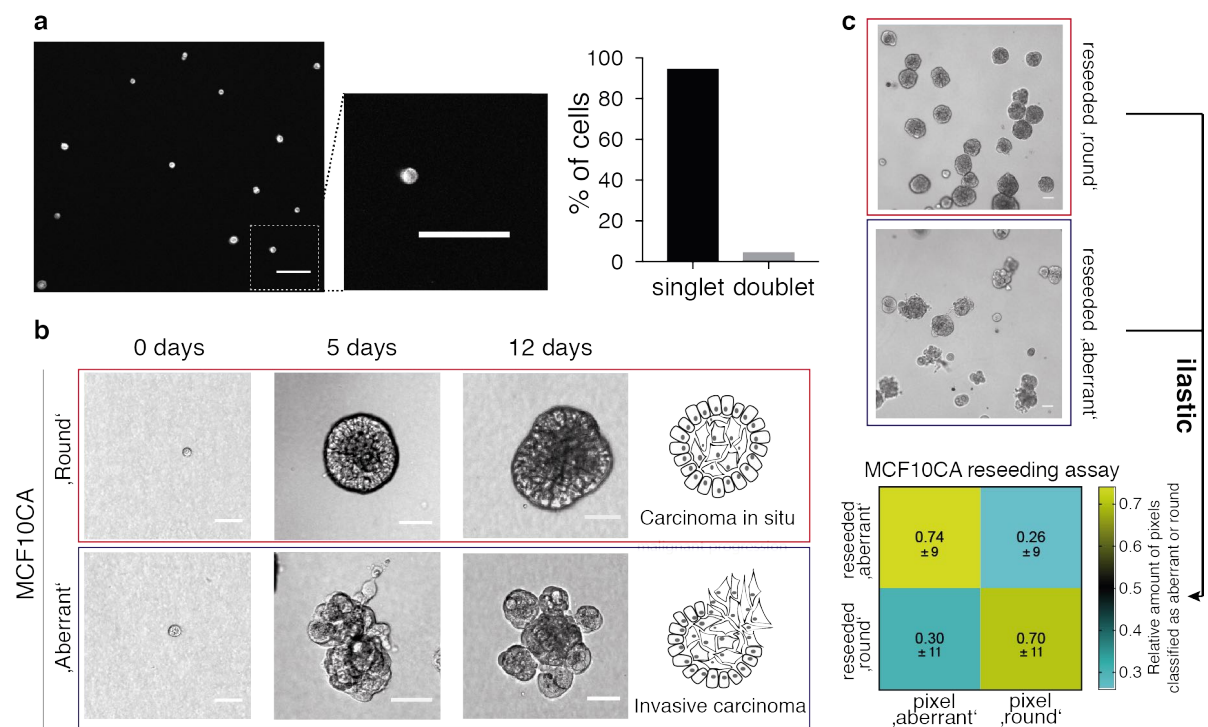 a
100
80
60
40
20
0
% of cells
singlet doublet
b
0 days
5 days
12 days
MCF10CA
‚Round‘
Carcinoma in situ
‚Aberrant‘
Invasive carcinoma
c
reseeded ‚round‘
reseeded ‚aberrant‘
ilastic
MCF10CA reseeding assay
reseeded
‚aberrant‘
0.74
± 9
0.26
± 9
reseeded
‚round‘
0.30
± 11
0.70
± 11
pixel
‚aberrant‘
pixel
‚round‘
0.7
0.6
0.5
0.4
0.3
Relative amount of pixels
classified as aberrant or round